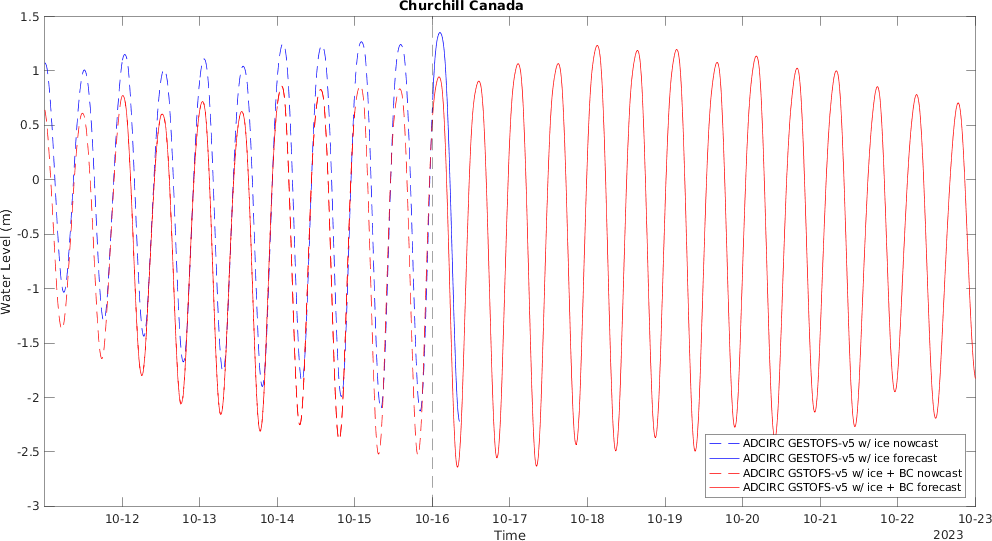 Churchill Canada
1.5
1
0.5
0
-0.5
-1
-1.5
-2
-2.5
-3
Water Level (m)
ADCIRC GESTOFS-v5 w/ ice nowcast
ADCIRC GESTOFS-v5 w/ ice forecast
ADCIRC GSTOFS-v5 w/ ice + BC nowcast
ADCIRC GSTOFS-v5 w/ ice + BC forecast
10-12 10-13 10-14 10-15 10-16 10-17 10-18 10-19 10-20 10-21 10-22 10-23
Time
2023